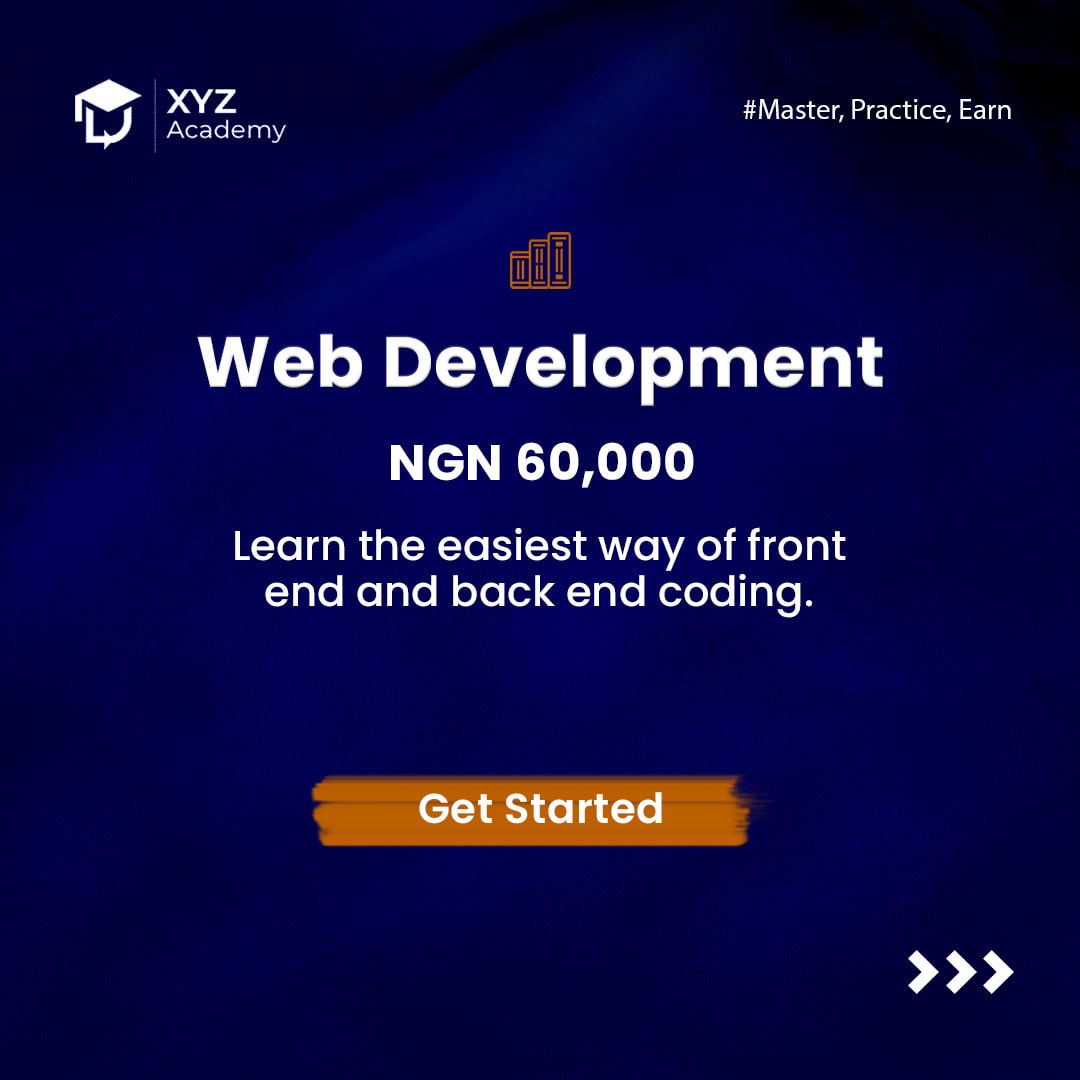 XYZ
Academy
#Master, Practice, Earn
Web Development
NGN 60,000
Learn the easiest way of front
end and back end coding.
Get Started